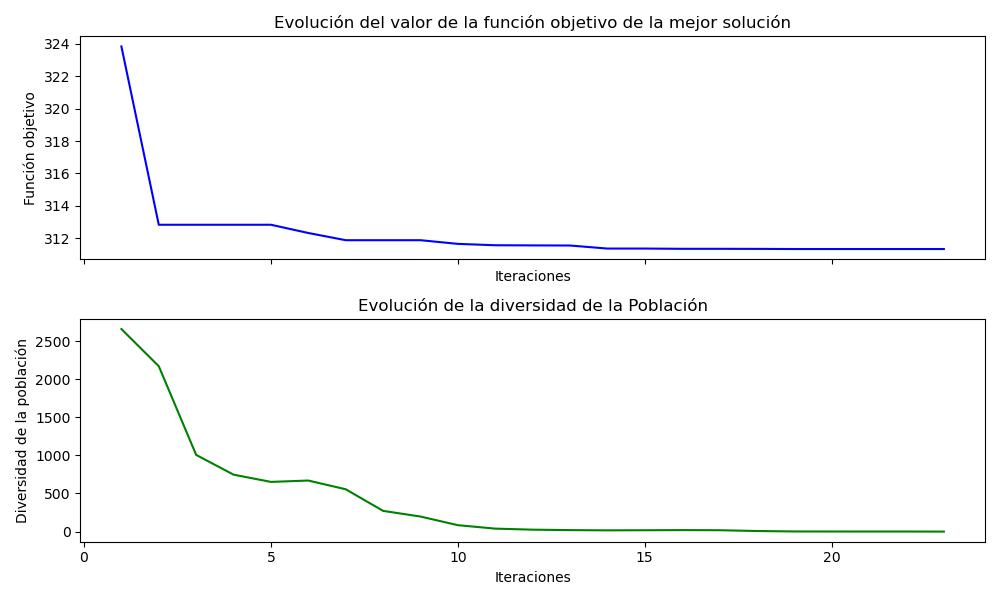 Evolución del valor de la función objetivo de la mejor solución
324
322
320
318
316
314
312
Función objetivo
Iteraciones
Evolución de la diversidad de la Población
2500
2000
1500
1000
500
0
Diversidad de la población
0 5 10 15 20
Iteraciones